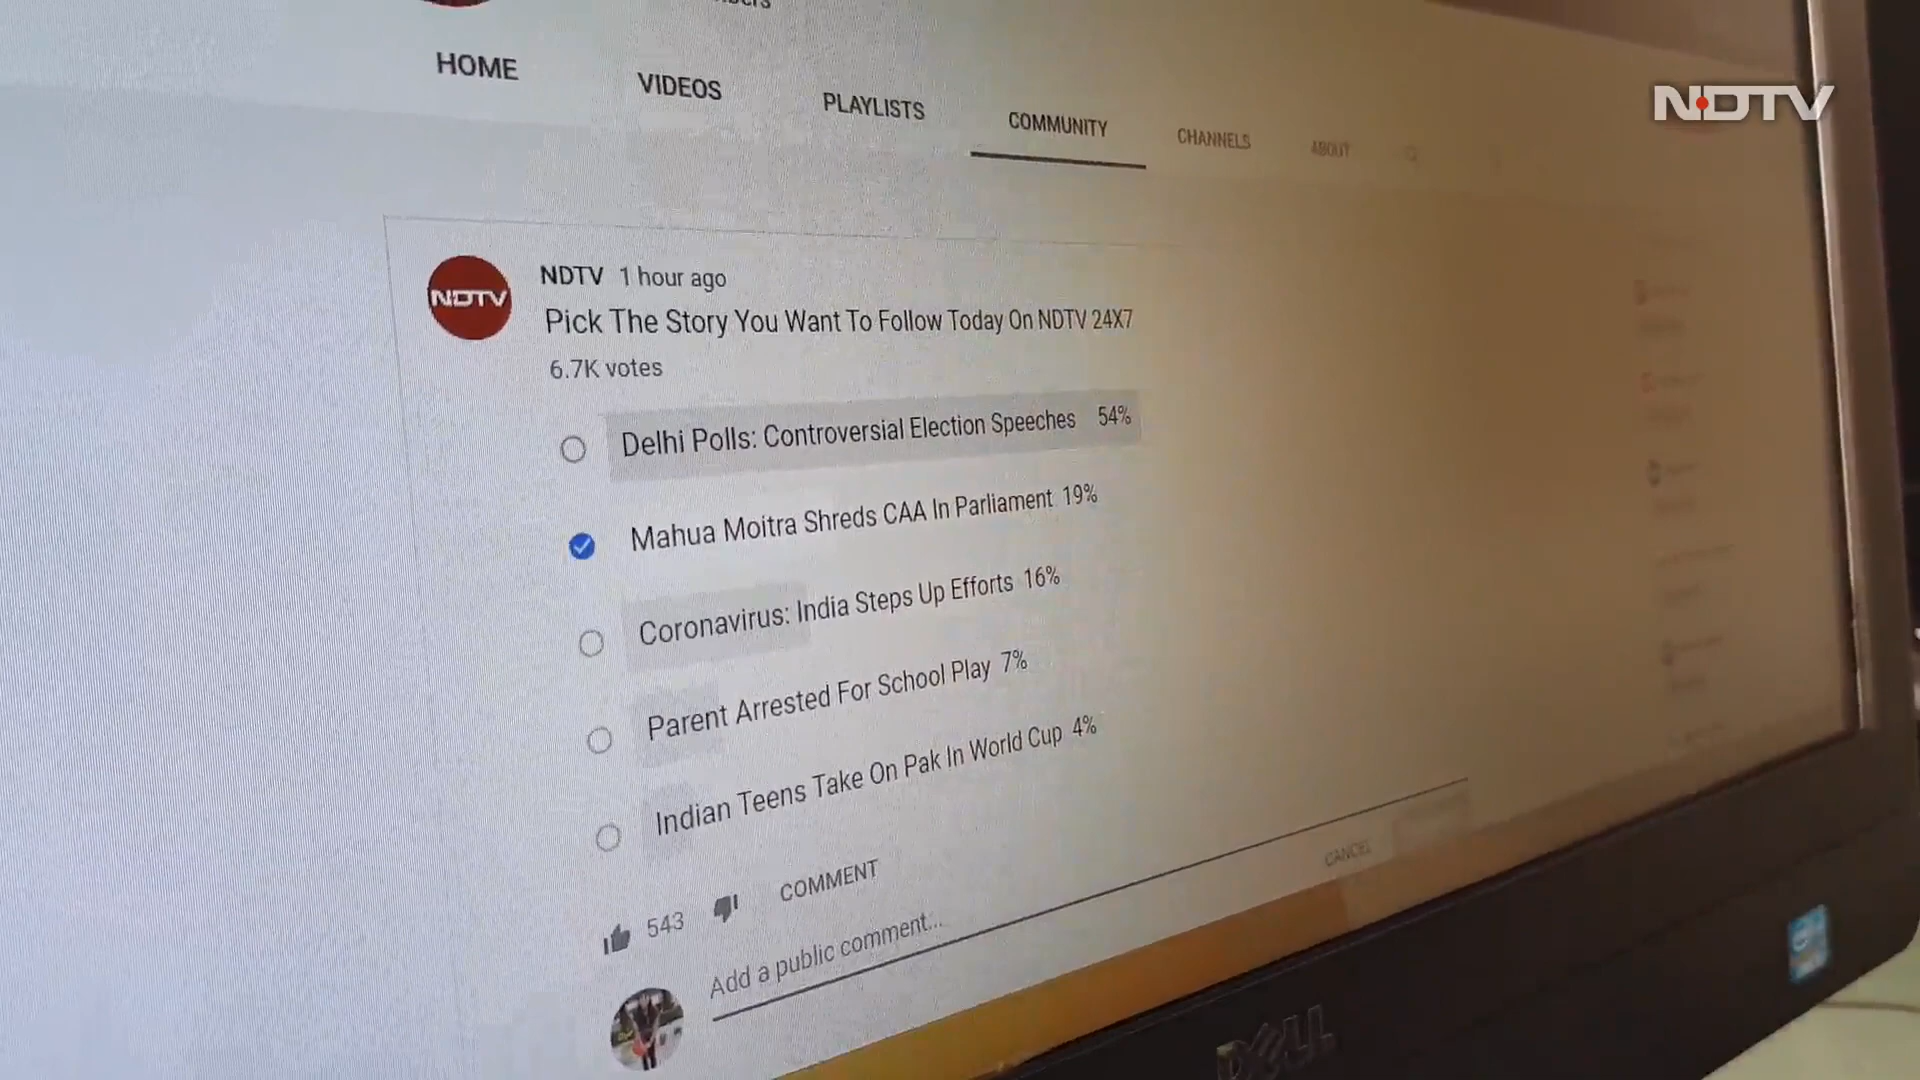 HOME VIDEOS PLAYLISTS COMMUNITY CHANNELS ABOUT
NDTV
NDTV NDTV 1 hour ago
Pick The Story You Want To Follow Today On NDTV 24X7
6.7K votes
Delhi Polls: Controversial Election Speeches 54%
Mahua Moitra Shreds CAA In Parliament 19%
Coronavirus: India Steps Up Efforts 16%
Parent Arrested For School Play 7%
Indian Teens Take On Pak In World Cup 4%
543 COMMENT
Add a public comment...
CANCEL
DELL